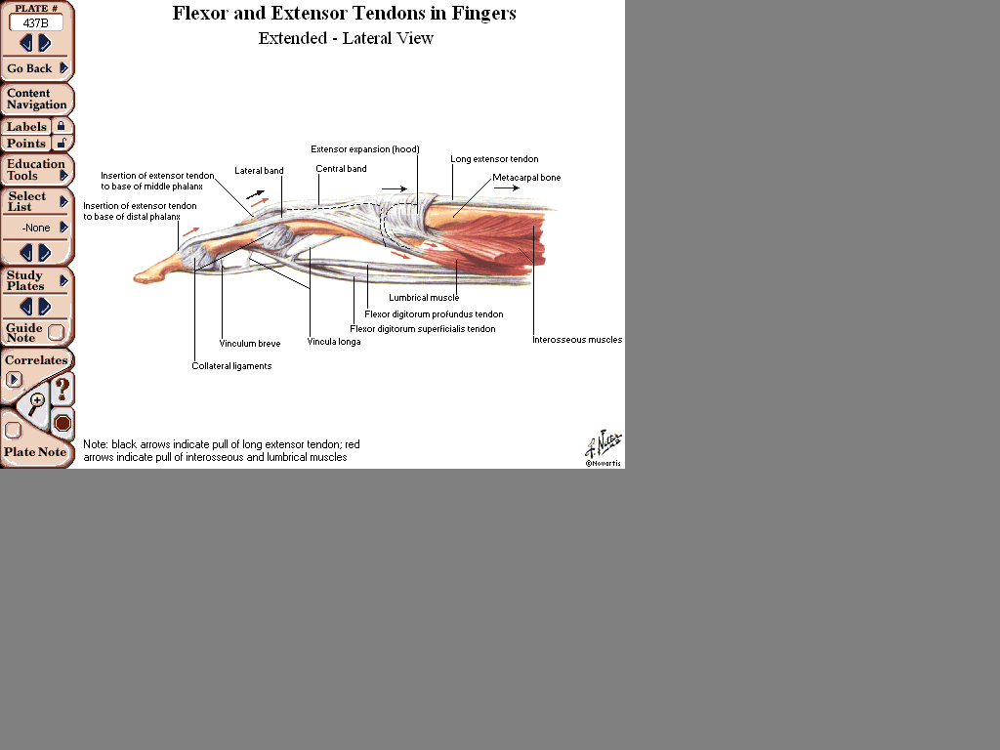 PLATE #
437B
Go Back
Content
Navigation
Labels
Points
Education
Tools
Select
List
-None
Study
Plates
Guide
Note
Correlates
?
Plate Note
Flexor and Extensor Tendons in Fingers
Extended - Lateral View
Extensor expansion (hood)
Long extensor tendon
Lateral band
Central band
Metacarpal bone
Insertion of extensor tendon
to base of middle phalanx
Insertion of extensor tendon
to base of distal phalanx
Lumbrical muscle
Flexor digitorum profundus tendon
Flexor digitorum superficialis tendon
Vinculum breve
Vincula longa
Interosseous muscles
Collateral ligaments
Note: black arrows indicate pull of long extensor tendon; red
arrows indicate pull of interosseous and lumbrical muscles
F. Netter
M.D.
©Novartis